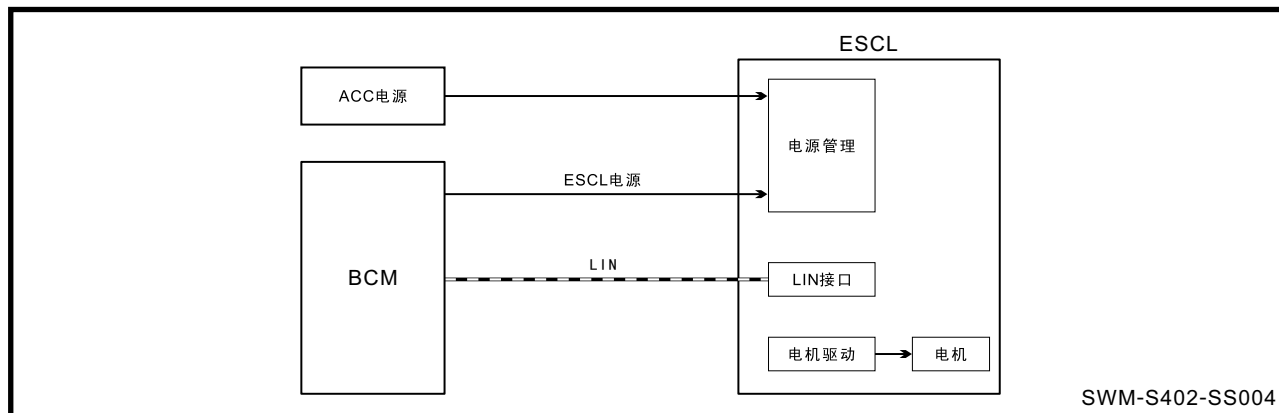 ESCL
ACC电源
电源管理
ESCL电源
BCM
LIN
LIN接口
电机驱动
电机
SWM-S402-SS004